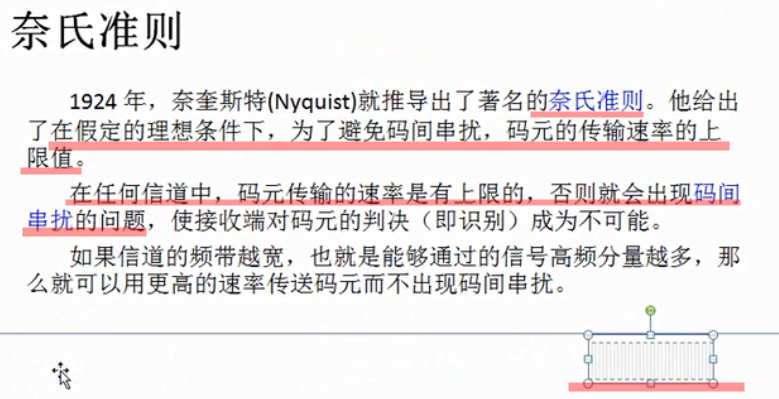 奈氏准则
1924 年，奈奎斯特(Nyquist)就推导出了著名的奈氏准则。他给出
了在假定的理想条件下，为了避免码间串扰，码元的传输速率的上
限值。
在任何信道中，码元传输的速率是有上限的，否则就会出现码间
串扰的问题，使接收端对码元的判决（即识别）成为不可能。
如果信道的频带越宽，也就是能够通过的信号高频分量越多，那
么就可以用更高的速率传送码元而不出现码间串扰。